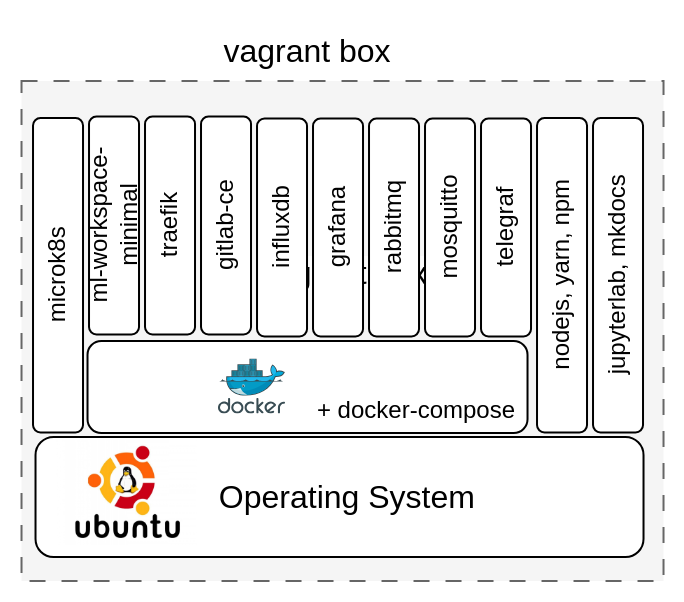 vagrant box
microk8s
ml-workspace-
minimal
traefik
gitlab-ce
influxdb
grafana
rabbitmq
mosquitto
telegraf
nodejs, yarn, npm
jupyterlab, mkdocs
docker
+ docker-compose
ubuntu
Operating System